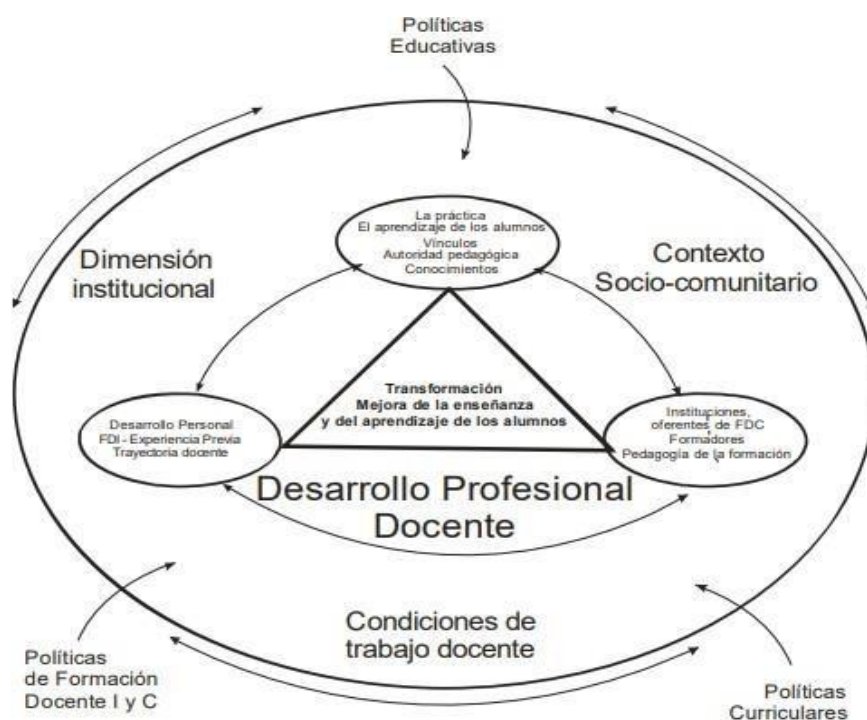 Políticas
Educativas
La práctica
El aprendizaje de los alumnos
Vínculos
Autoridad pedagógica
Conocimientos
Dimensión
institucional
Contexto
Socio-comunitario
Transformación
Mejora de la enseñanza
y del aprendizaje de los alumnos
Desarrollo Personal
FDI - Experiencia Previa
Trayectoria docente
Instituciones,
oferentes de FDC
Formadores
Pedagogía de la formación
Desarrollo Profesional
Docente
Condiciones de
trabajo docente
Políticas
de Formación
Docente I y C
Políticas
Curriculares